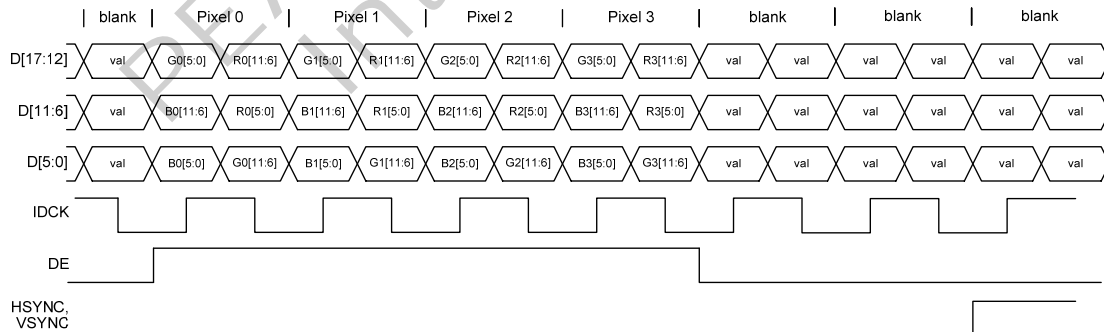 blank Pixel 0 Pixel 1 Pixel 2 Pixel 3 blank blank blank
D[17:12] val G0[5:0] R0[11:6] G1[5:0] R1[11:6] G2[5:0] R2[11:6] G3[5:0] R3[11:6] val val val val val val
D[11:6] val B0[11:6] R0[5:0] B1[11:6] R1[5:0] B2[11:6] R2[5:0] B3[11:6] R3[5:0] val val val val val val
D[5:0] val B0[5:0] G0[11:6] B1[5:0] G1[11:6] B2[5:0] G2[11:6] B3[5:0] G3[11:6] val val val val val val
IDCK
DE
HSYNC,
VSYNC